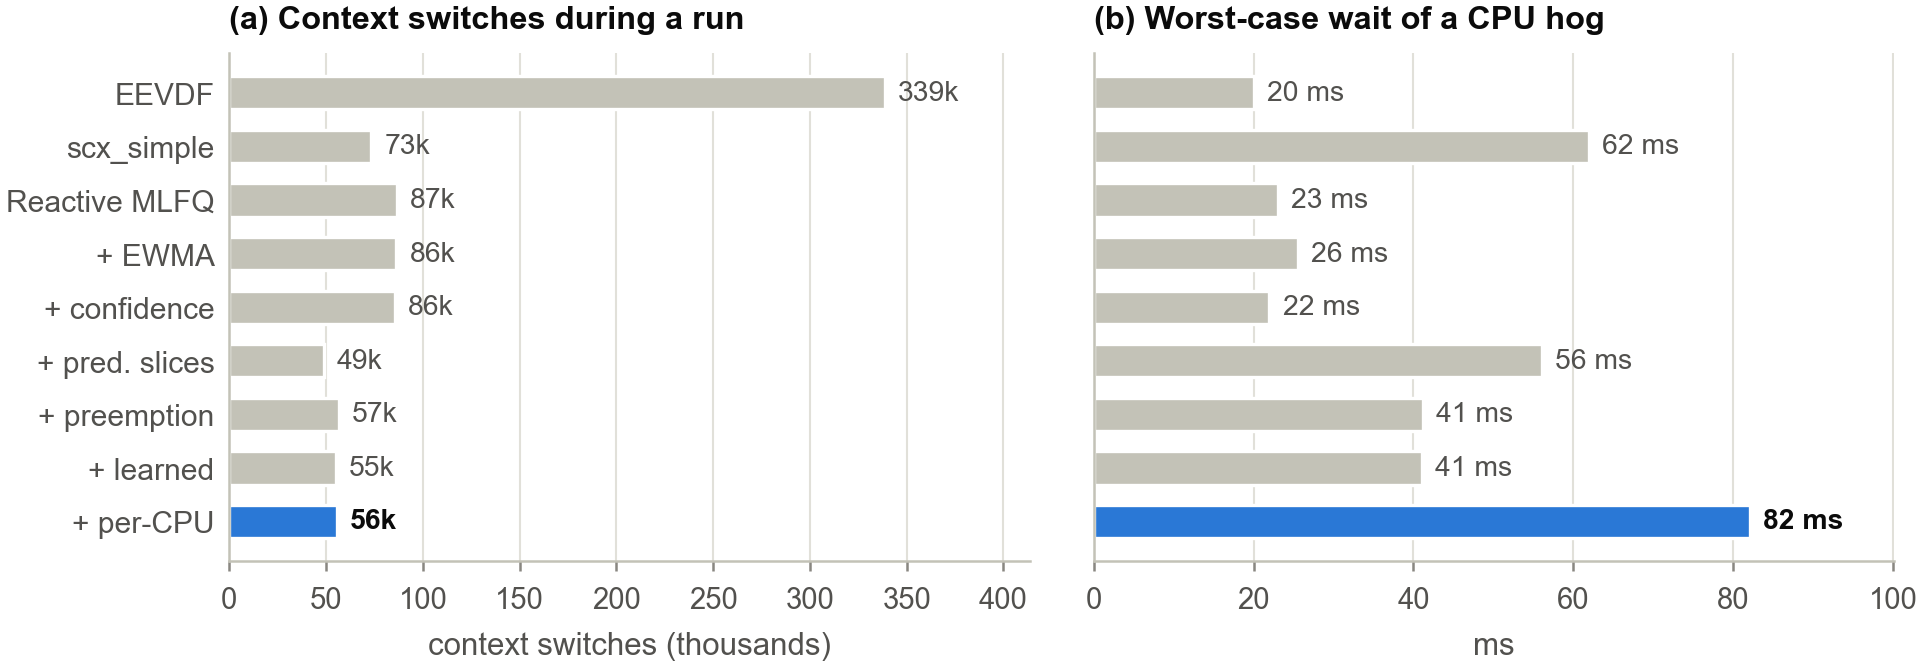 (a) Context switches during a run
EEVDF
339k
scx_simple
73k
Reactive MLFQ
87k
+ EWMA
86k
+ confidence
86k
+ pred. slices
49k
+ preemption
57k
+ learned
55k
+ per-CPU
56k
0 50 100 150 200 250 300 350 400
context switches (thousands)
(b) Worst-case wait of a CPU hog
20 ms
62 ms
23 ms
26 ms
22 ms
56 ms
41 ms
41 ms
82 ms
0 20 40 60 80 100
ms